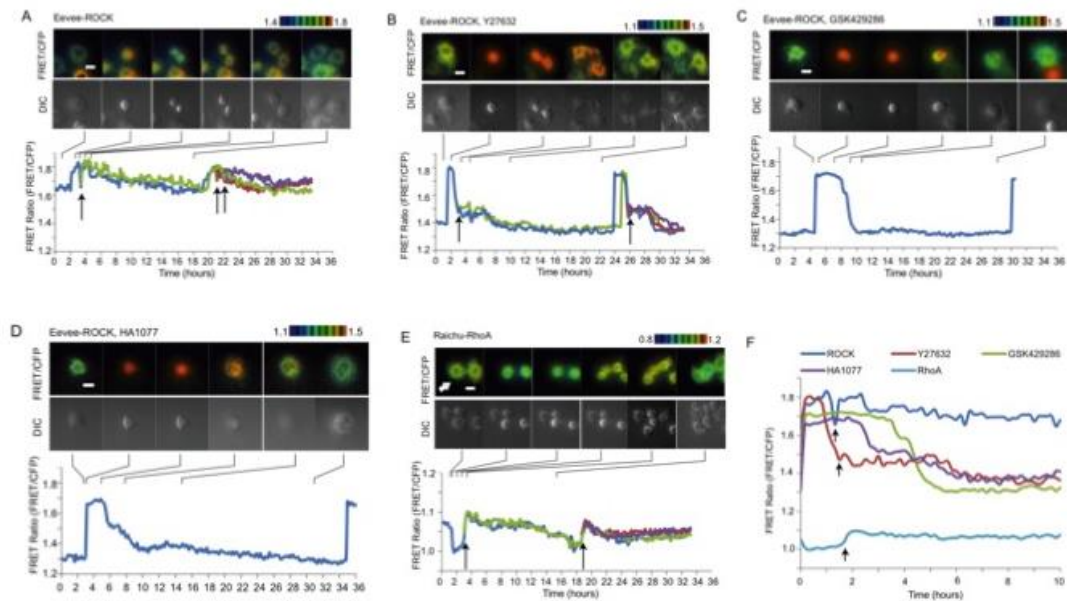 A
Eevee-ROCK
1.4 1.8
FRET/CFP
DIC
FRET Ratio (FRET/CFP)
1.8
1.6
1.4
1.2
0 2 4 6 8 10 12 14 16 18 20 22 24 26 28 30 32 34 36
Time (hours)
B
Eevee-ROCK, Y27632
1.1 1.5
FRET/CFP
DIC
FRET Ratio (FRET/CFP)
1.8
1.6
1.4
1.2
0 2 4 6 8 10 12 14 16 18 20 22 24 26 28 30 32 34 36
Time (hours)
C
Eevee-ROCK, GSK429286
1.1 1.5
FRET/CFP
DIC
FRET Ratio (FRET/CFP)
1.8
1.6
1.4
1.2
0 2 4 6 8 10 12 14 16 18 20 22 24 26 28 30 32 34 36
Time (hours)
D
Eevee-ROCK, HA1077
1.1 1.5
FRET/CFP
DIC
FRET Ratio (FRET/CFP)
1.8
1.6
1.4
1.2
0 2 4 6 8 10 12 14 16 18 20 22 24 26 28 30 32 34 36
Time (hours)
E
Raichu-RhoA
0.8 1.2
FRET/CFP
DIC
FRET Ratio (FRET/CFP)
1.2
1.1
1.0
0 2 4 6 8 10 12 14 16 18 20 22 24 26 28 30 32 34 36
Time (hours)
F
ROCK Y27632 GSK429286
HA1077 RhoA
FRET Ratio (FRET/CFP)
1.8
1.6
1.4
1.2
1.0
0 2 4 6 8 10
Time (hours)